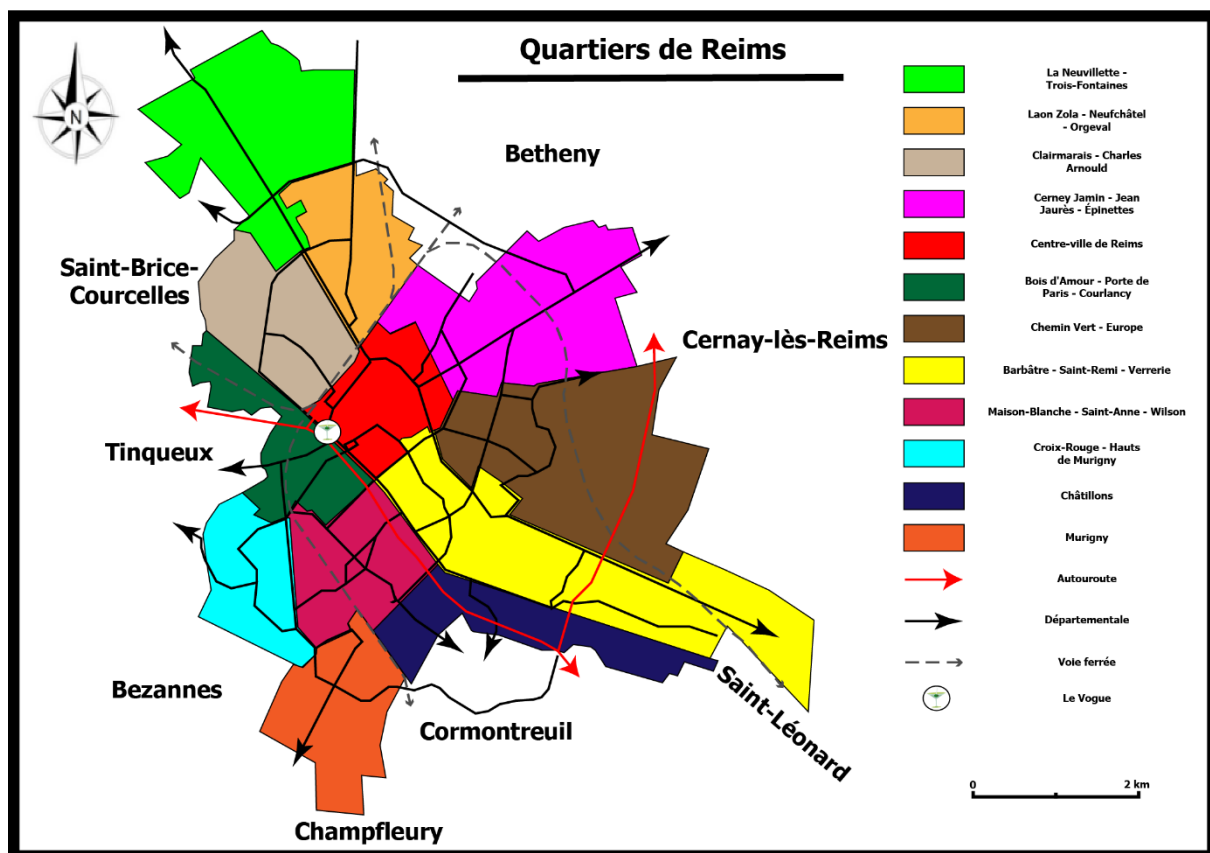 Quartiers de Reims
N
Betheny
Saint-Brice-
Courcelles
Cernay-lès-Reims
Tinqueux
Bezannes
Cormontreuil
Saint-Léonard
Champfleury
La Neuvillette -
Trois-Fontaines
Laon Zola - Neufchâtel
- Orgeval
Clairmarais - Charles
Arnould
Cerney Jamin - Jean
Jaurès - Épinettes
Centre-ville de Reims
Bois d'Amour - Porte de
Paris - Courlancy
Chemin Vert - Europe
Barbâtre - Saint-Remi - Verrerie
Maison-Blanche - Saint-Anne - Wilson
Croix-Rouge - Hauts
de Murigny
Châtillons
Murigny
Autouroute
Départementale
Voie ferrée
Le Vogue
0 2 km